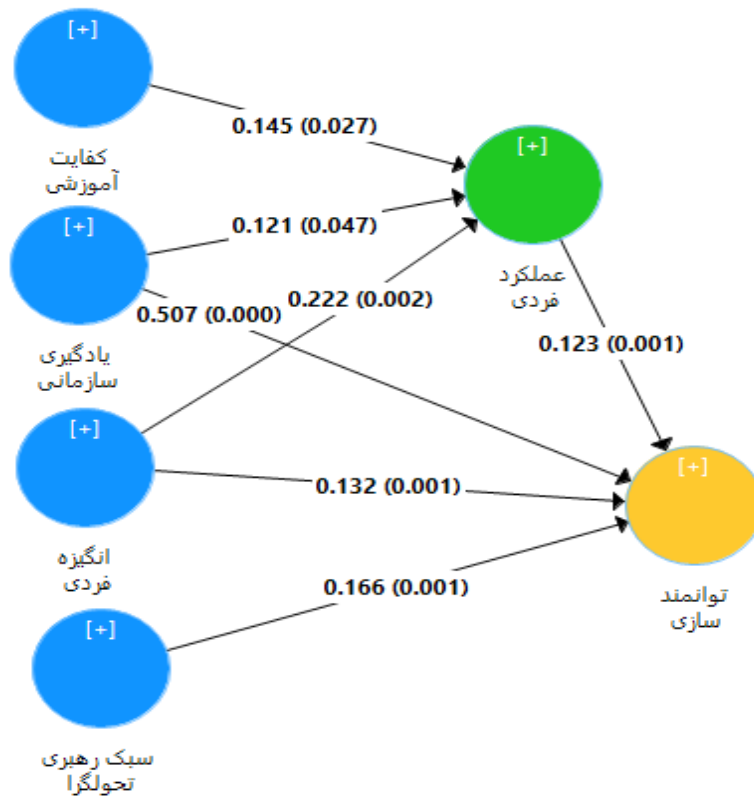 [+]
کفایت
آموزشی
[+]
یادگیری
سازمانی
[+]
انگیزه
فردی
[+]
سبک رهبری
تحولگرا
0.145 (0.027)
0.121 (0.047)
0.222 (0.002)
0.507 (0.000)
0.132 (0.001)
0.166 (0.001)
[+]
عملکرد
فردی
0.123 (0.001)
[+]
توانمند
سازی